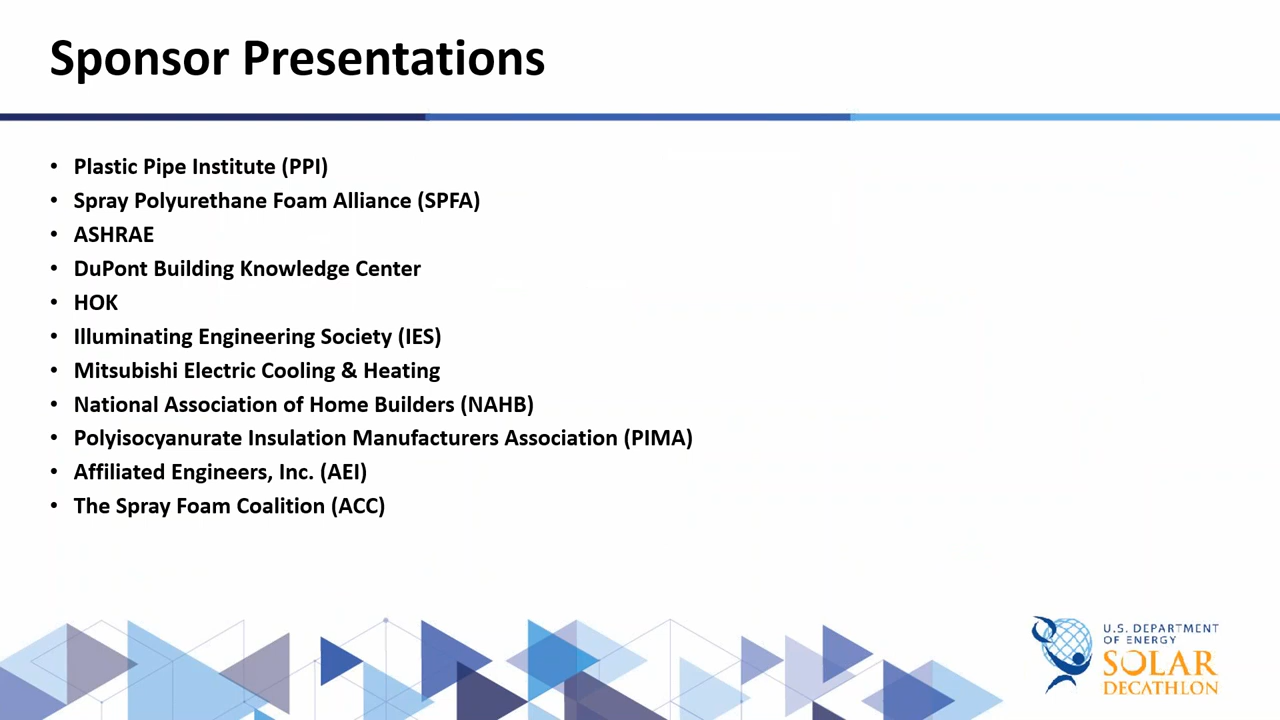 Sponsor Presentations
• Plastic Pipe Institute (PPI)
• Spray Polyurethane Foam Alliance (SPFA)
• ASHRAE
• DuPont Building Knowledge Center
• HOK
• Illuminating Engineering Society (IES)
• Mitsubishi Electric Cooling & Heating
• National Association of Home Builders (NAHB)
• Polyisocyanurate Insulation Manufacturers Association (PIMA)
• Affiliated Engineers, Inc. (AEI)
• The Spray Foam Coalition (ACC)
U.S. DEPARTMENT
OF ENERGY
SOLAR
DECATHLON